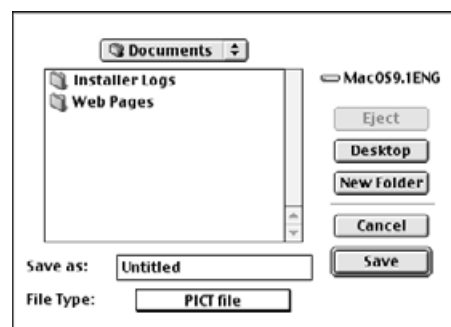 Documents
Installer Logs
Web Pages
MacOS9.1ENG
Eject
Desktop
New Folder
Cancel
Save
Save as:
Untitled
File Type:
PICT file